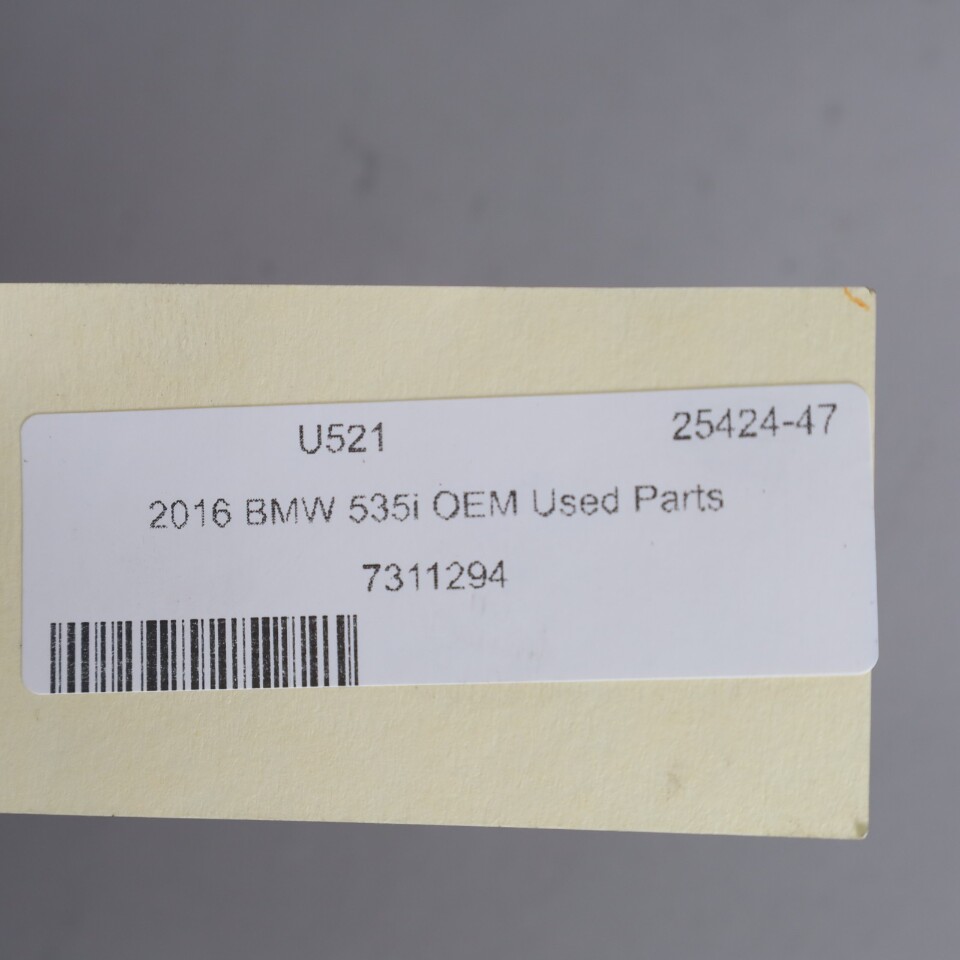 U521 25424-47
2016 BMW 535i OEM Used Parts
7311294